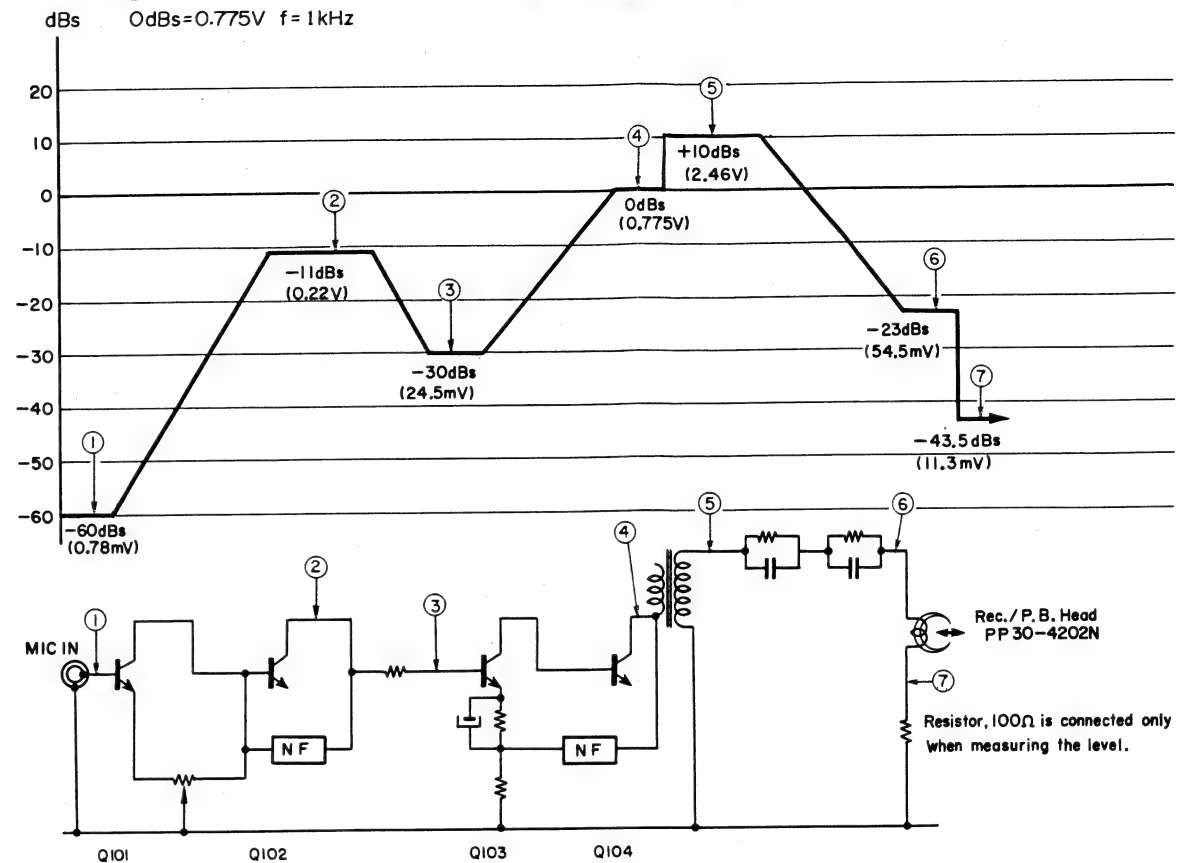 dBs 0dBs=0.775V f=1kHz
20
10
0
-10
-20
-30
-40
-50
-60
①
-60dBs
(0.78mV)
②
-11dBs
(0.22V)
③
-30dBs
(24.5mV)
④
0dBs
(0.775V)
⑤
+10dBs
(2.46V)
⑥
-23dBs
(54.5mV)
⑦
-43.5dBs
(11.3mV)
MIC IN
①
②
③
④
⑤
⑥
⑦
NF
NF
Rec./P.B. Head
PP30-4202N
Resistor, 100Ω is connected only
when measuring the level.
Q101 Q102 Q103 Q104